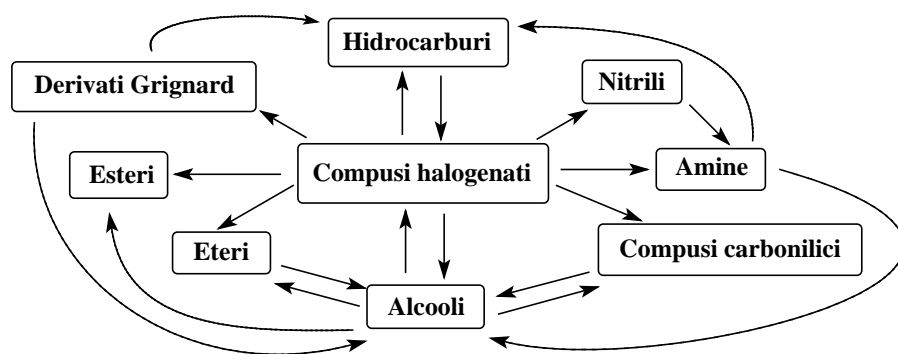 Hidrocarburi
Derivati Grignard
Nitrili
Esteri
Compusi halogenati
Amine
Eteri
Compusi carbonilici
Alcooli